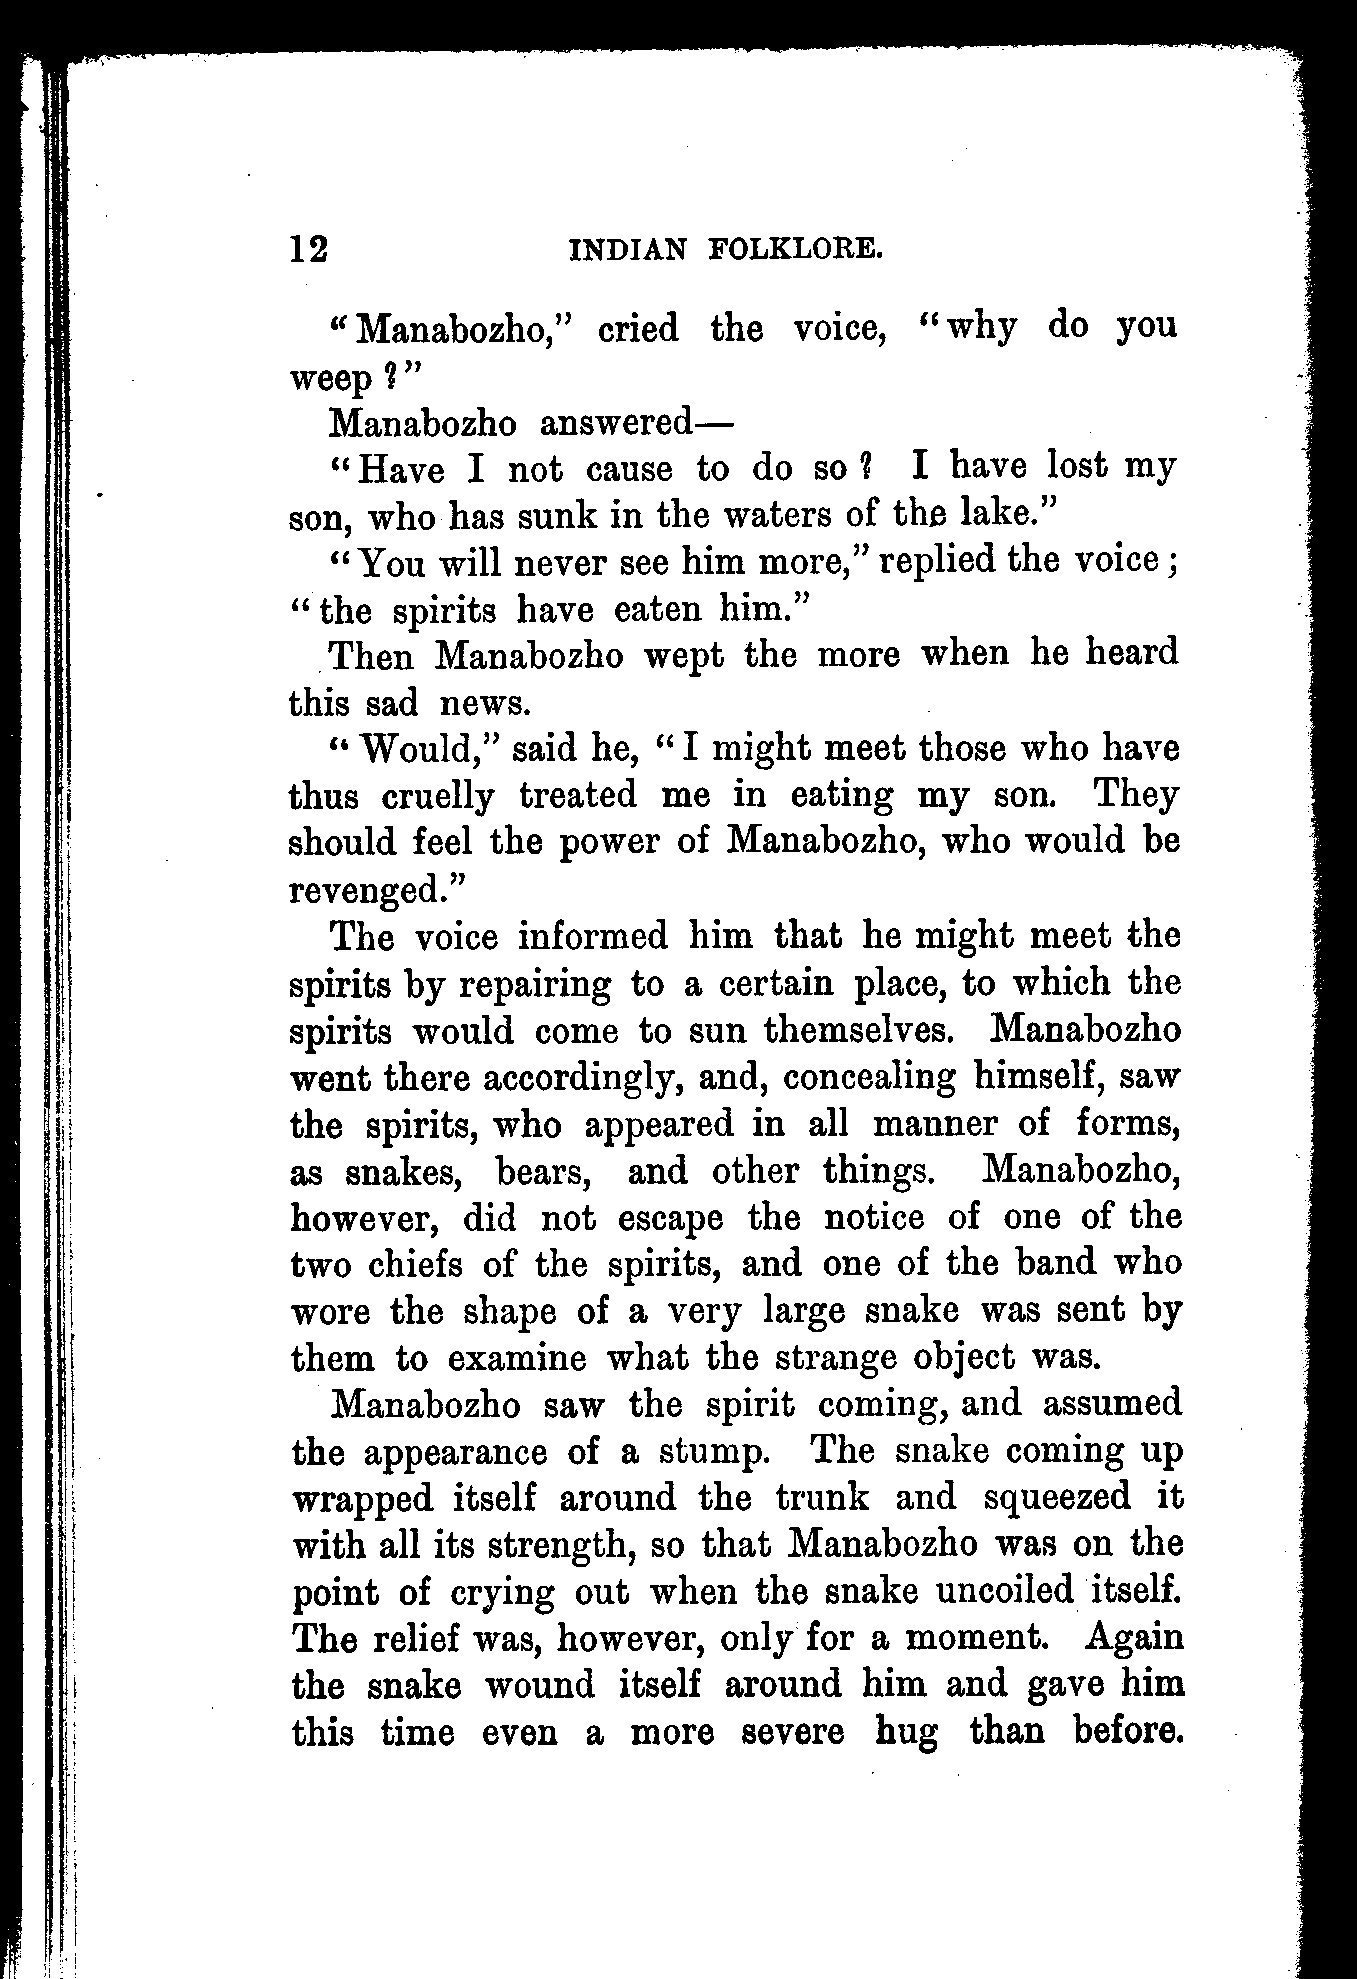 12 INDIAN FOLKLORE.
"Manabozho," cried the voice, "why do you
weep?"
Manabozho answered—
"Have I not cause to do so? I have lost my
son, who has sunk in the waters of the lake."
"You will never see him more," replied the voice;
"the spirits have eaten him."
Then Manabozho wept the more when he heard
this sad news.
"Would," said he, "I might meet those who have
thus cruelly treated me in eating my son. They
should feel the power of Manabozho, who would be
revenged."
The voice informed him that he might meet the
spirits by repairing to a certain place, to which the
spirits would come to sun themselves. Manabozho
went there accordingly, and, concealing himself, saw
the spirits, who appeared in all manner of forms,
as snakes, bears, and other things. Manabozho,
however, did not escape the notice of one of the
two chiefs of the spirits, and one of the band who
wore the shape of a very large snake was sent by
them to examine what the strange object was.
Manabozho saw the spirit coming, and assumed
the appearance of a stump. The snake coming up
wrapped itself around the trunk and squeezed it
with all its strength, so that Manabozho was on the
point of crying out when the snake uncoiled itself.
The relief was, however, only for a moment. Again
the snake wound itself around him and gave him
this time even a more severe hug than before.